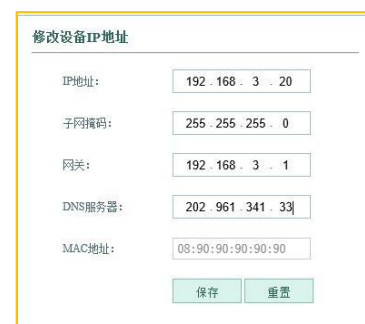 修改设备IP地址
IP地址： 192 . 168 . 3 . 20
子网掩码： 255 . 255 . 255 . 0
网关： 192 . 168 . 3 . 1
DNS服务器： 202 . 961 . 341 . 33
MAC地址： 08:90:90:90:90:90
保存 重置